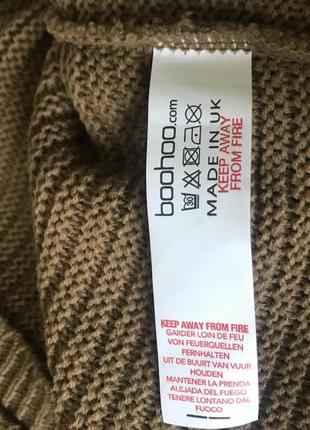 boohoo.com
30
MADE IN UK
KEEP AWAY
FROM FIRE
KEEP AWAY FROM FIRE
GARDER LOIN DE FEU
VON FEUERQUELLEN
FERNHALTEN
UIT DE BUURT VAN VUUR
HOUDEN
MANTENER LA PRENDA
ALEJADA DEL FUEGO
TENERE LONTANO DAL
FUOCO